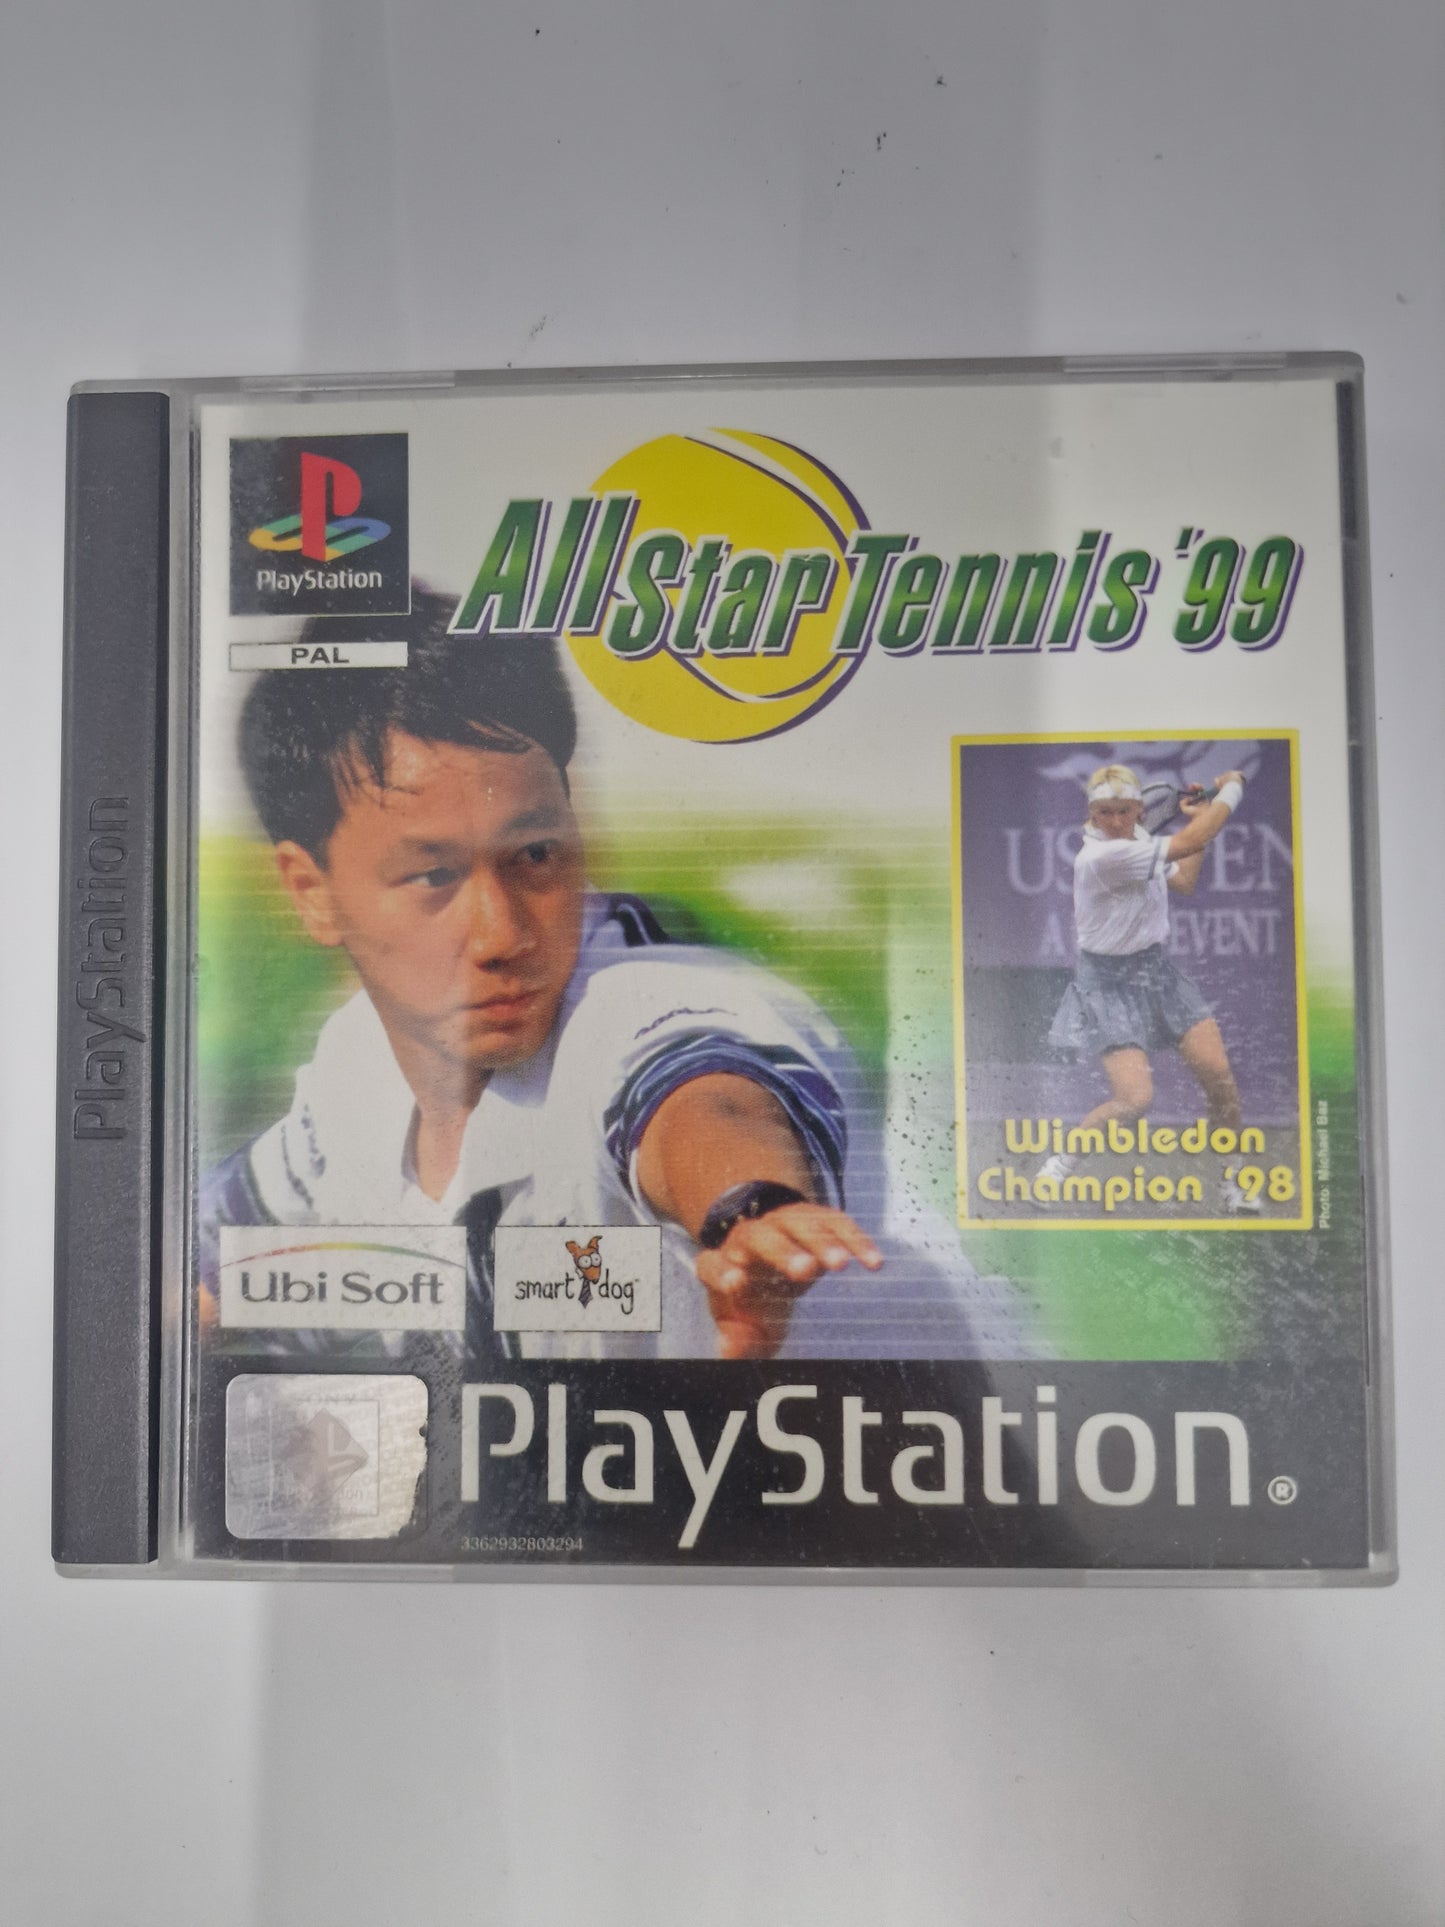 PlayStation
PlayStation
PAL
All Star Tennis '99
US OPEN
A EVENT
Wimbledon
Champion '98
Photo: Michael Baz
Ubi Soft
smart dog™
PlayStation®
3362932803294